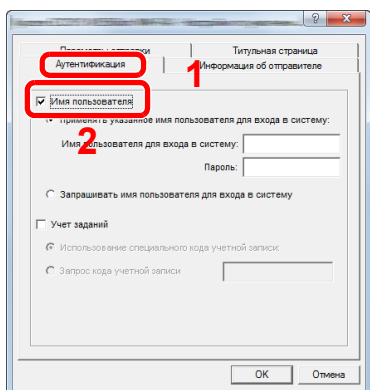 Параметры отправки
Титульная страница
Аутентификация
1
Информация об отправителе
Имя пользователя
2
Применять указанное имя пользователя для входа в систему:
Имя пользователя для входа в систему:
Пароль:
Запрашивать имя пользователя для входа в систему
Учет заданий
Использование специального кода учетной записи:
Запрос кода учетной записи
OK
Отмена